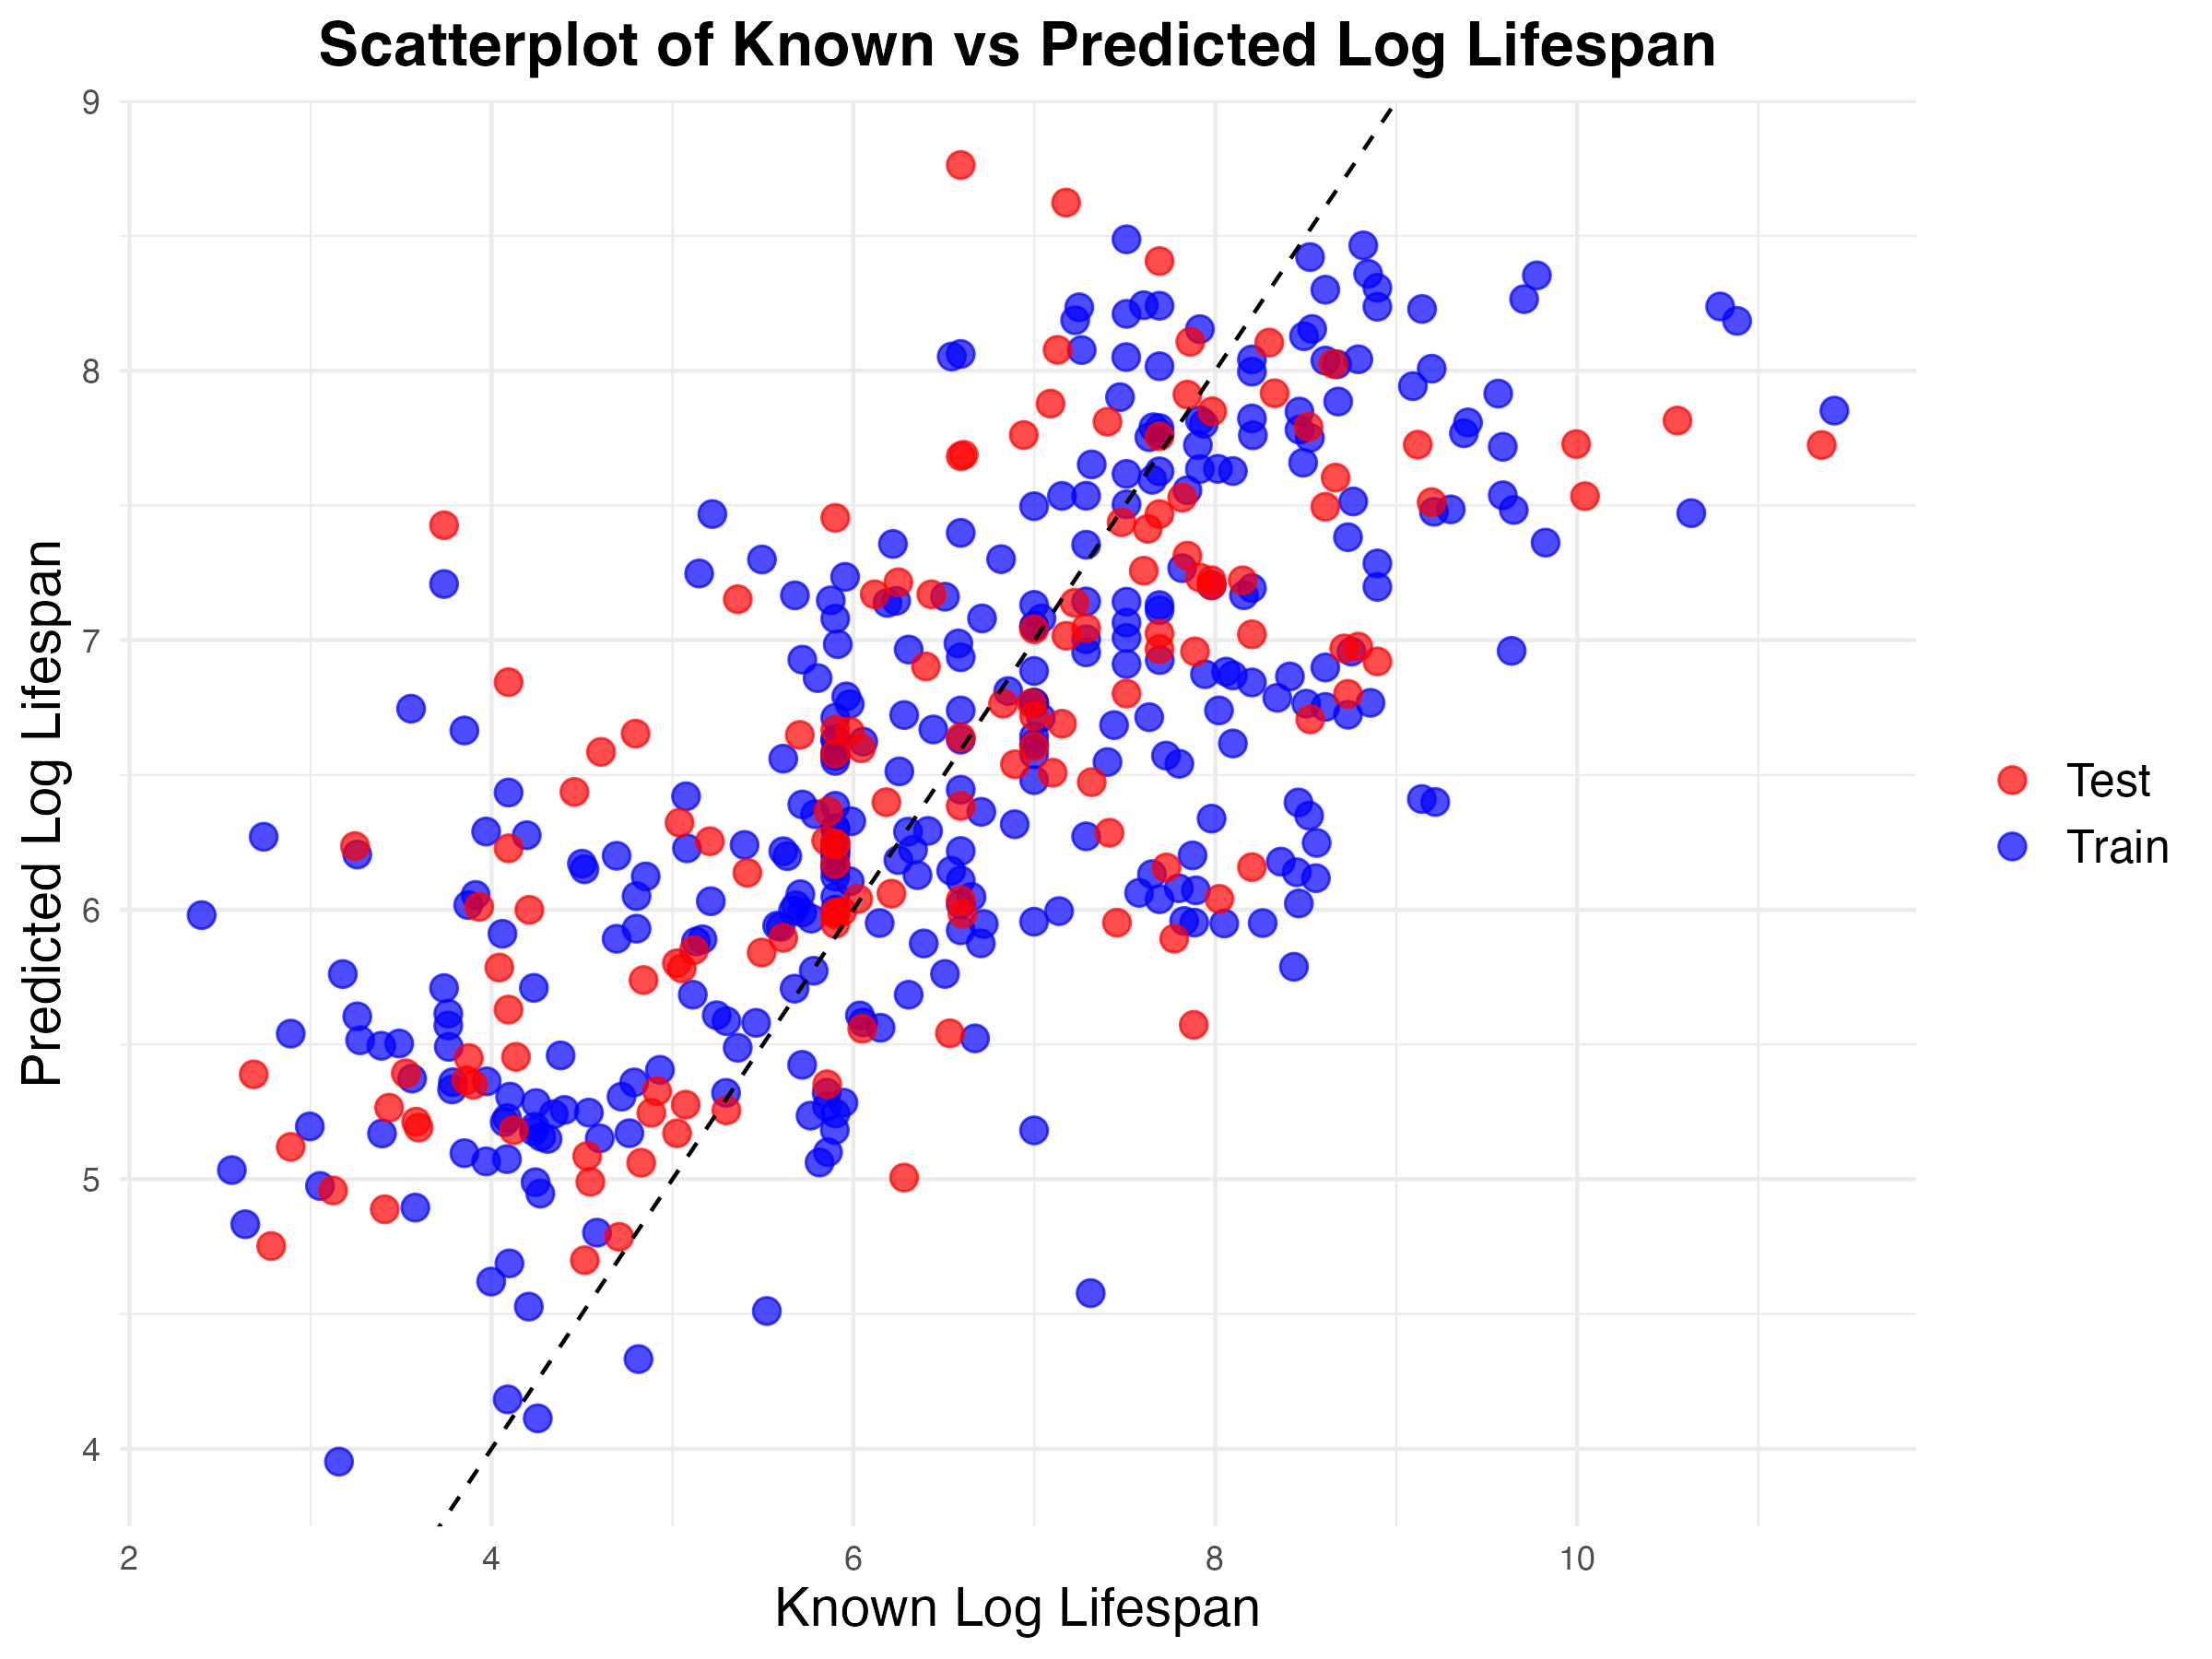 Scatterplot of Known vs Predicted Log Lifespan
9
8
7
6
5
4
Predicted Log Lifespan
2 4 6 8 10
Known Log Lifespan
Test
Train